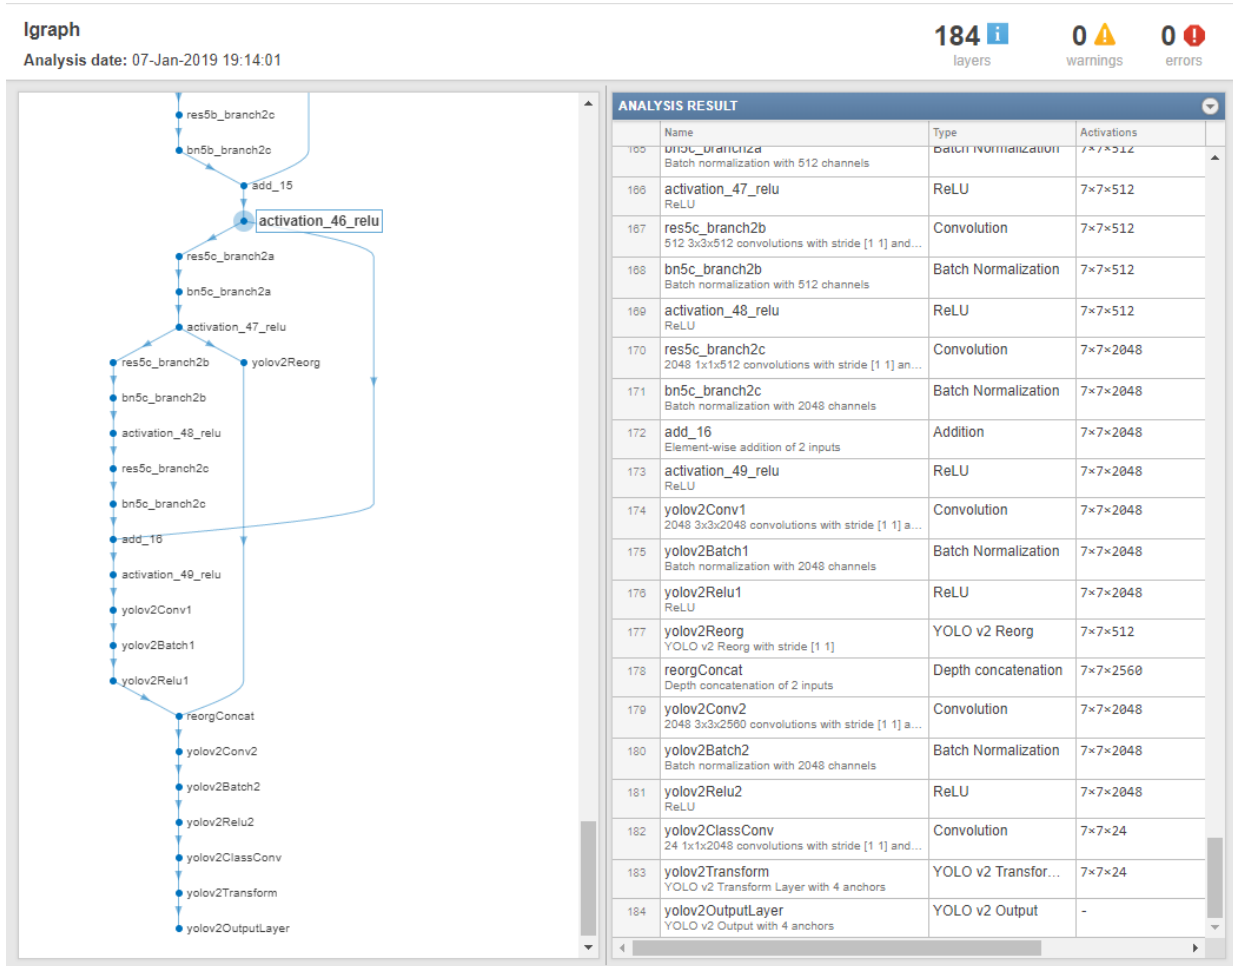 lgraph
Analysis date: 07-Jan-2019 19:14:01
184 i
layers
0
warnings
0
errors
res5b_branch2c
bn5b_branch2c
add_15
activation_46_relu
res5c_branch2a
bn5c_branch2a
activation_47_relu
res5c_branch2b
yolov2Reorg
bn5c_branch2b
activation_48_relu
res5c_branch2c
bn5c_branch2c
add_16
activation_49_relu
yolov2Conv1
yolov2Batch1
yolov2Relu1
reorgConcat
yolov2Conv2
yolov2Batch2
yolov2Relu2
yolov2ClassConv
yolov2Transform
yolov2OutputLayer
ANALYSIS RESULT
Name Type Activations
165 bn5c_branch2a Batch Normalization 7×7×512
Batch normalization with 512 channels
166 activation_47_relu ReLU 7×7×512
ReLU
167 res5c_branch2b Convolution 7×7×512
512 3x3x512 convolutions with stride [1 1] and...
168 bn5c_branch2b Batch Normalization 7×7×512
Batch normalization with 512 channels
169 activation_48_relu ReLU 7×7×512
ReLU
170 res5c_branch2c Convolution 7×7×2048
2048 1x1x512 convolutions with stride [1 1] an...
171 bn5c_branch2c Batch Normalization 7×7×2048
Batch normalization with 2048 channels
172 add_16 Addition 7×7×2048
Element-wise addition of 2 inputs
173 activation_49_relu ReLU 7×7×2048
ReLU
174 yolov2Conv1 Convolution 7×7×2048
2048 3x3x2048 convolutions with stride [1 1] a...
175 yolov2Batch1 Batch Normalization 7×7×2048
Batch normalization with 2048 channels
176 yolov2Relu1 ReLU 7×7×2048
ReLU
177 yolov2Reorg YOLO v2 Reorg 7×7×512
YOLO v2 Reorg with stride [1 1]
178 reorgConcat Depth concatenation 7×7×2560
Depth concatenation of 2 inputs
179 yolov2Conv2 Convolution 7×7×2048
2048 3x3x2560 convolutions with stride [1 1] a...
180 yolov2Batch2 Batch Normalization 7×7×2048
Batch normalization with 2048 channels
181 yolov2Relu2 ReLU 7×7×2048
ReLU
182 yolov2ClassConv Convolution 7×7×24
24 1x1x2048 convolutions with stride [1 1] and...
183 yolov2Transform YOLO v2 Transfor... 7×7×24
YOLO v2 Transform Layer with 4 anchors
184 yolov2OutputLayer YOLO v2 Output -
YOLO v2 Output with 4 anchors